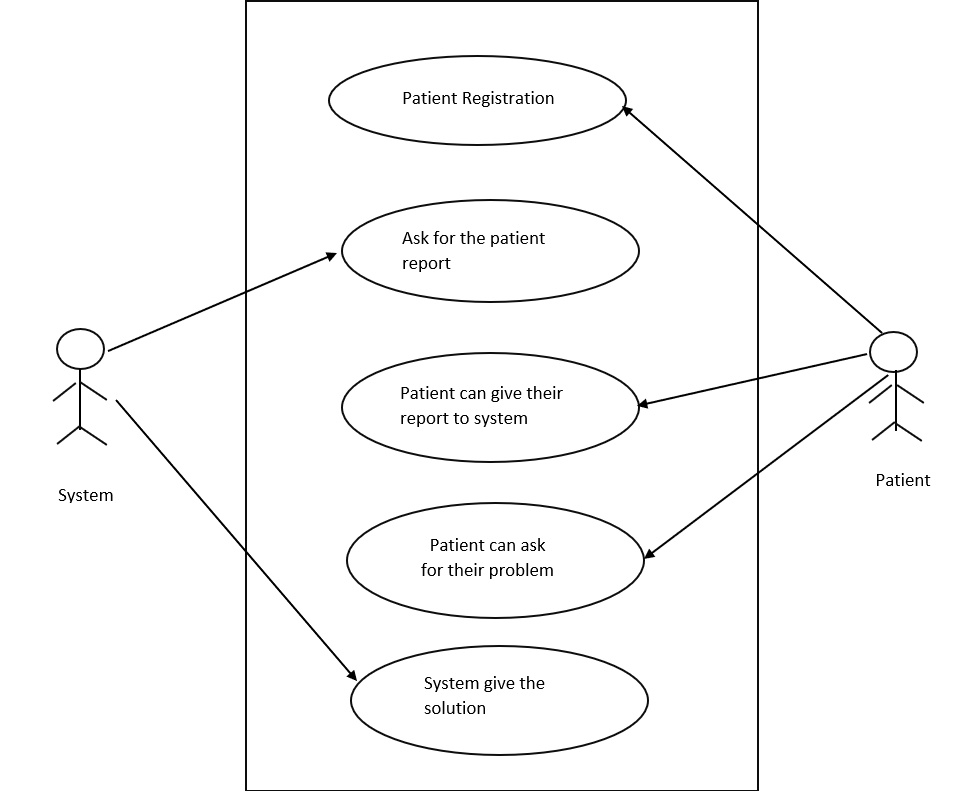 Patient Registration
Ask for the patient
report
Patient can give their
report to system
System
Patient
Patient can ask
for their problem
System give the
solution